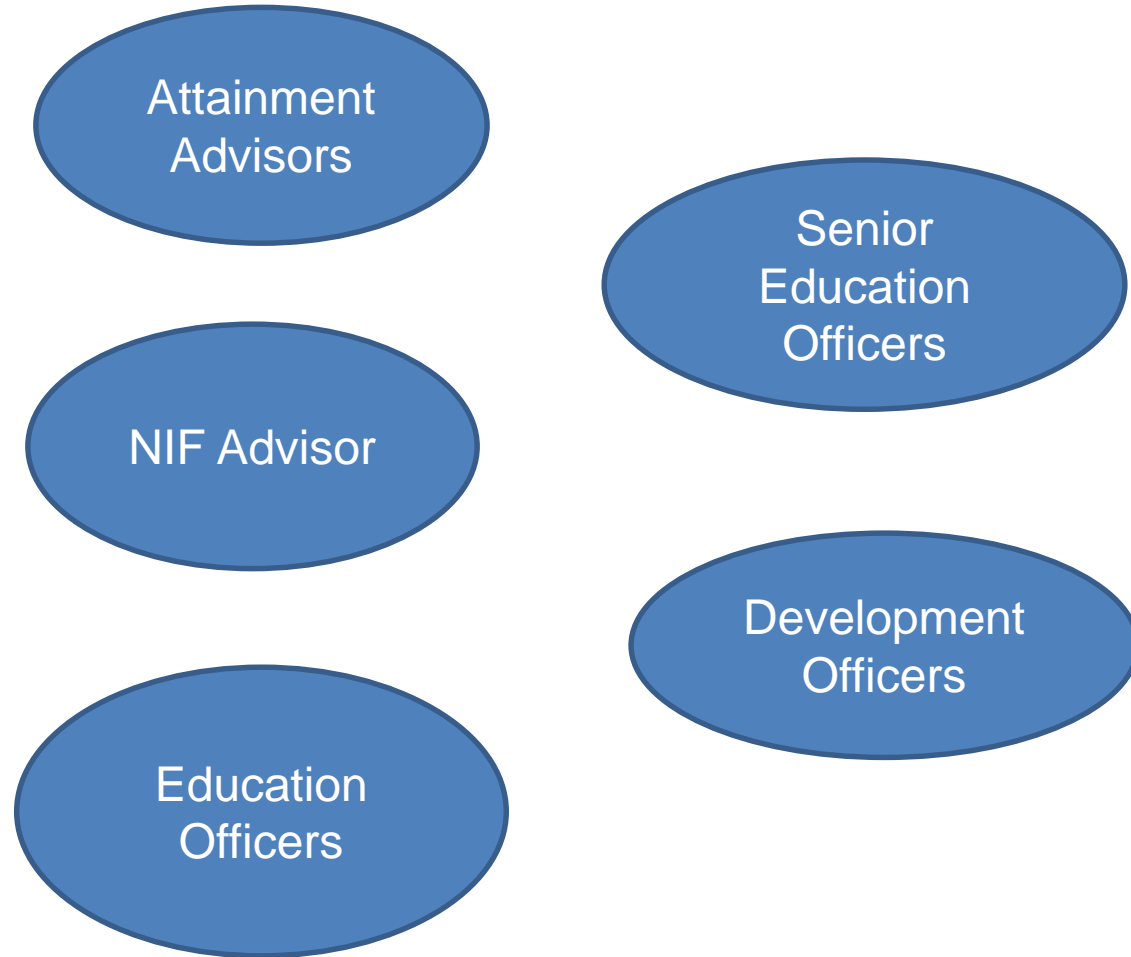 Attainment
Advisors
Senior
Education
Officers
NIF Advisor
Development
Officers
Education
Officers